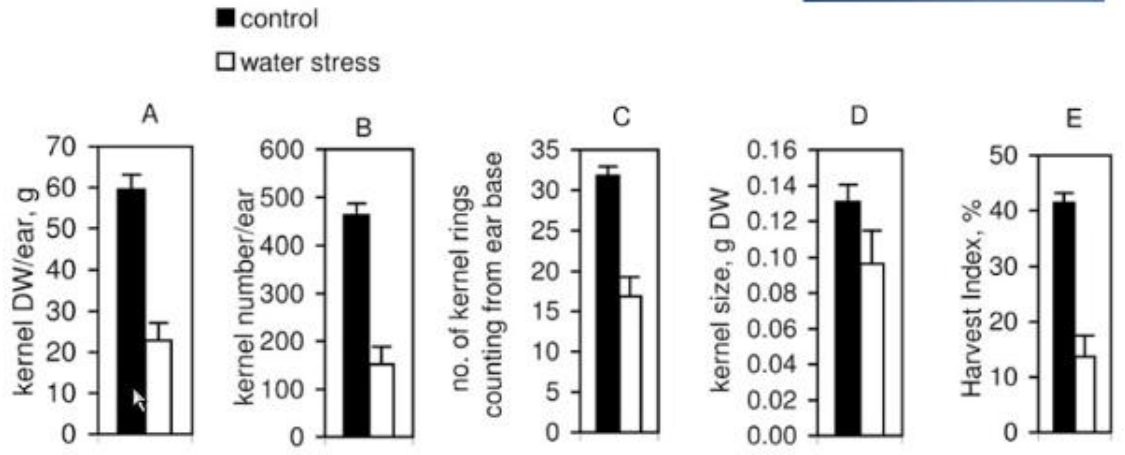 control
water stress
A
kernel DW/ear, g
70
60
50
40
30
20
10
0
B
kernel number/ear
600
500
400
300
200
100
0
C
no. of kernel rings
counting from ear base
35
30
25
20
15
10
5
0
D
kernel size, g DW
0.16
0.14
0.12
0.10
0.08
0.06
0.04
0.02
0.00
E
Harvest Index, %
50
40
30
20
10
0